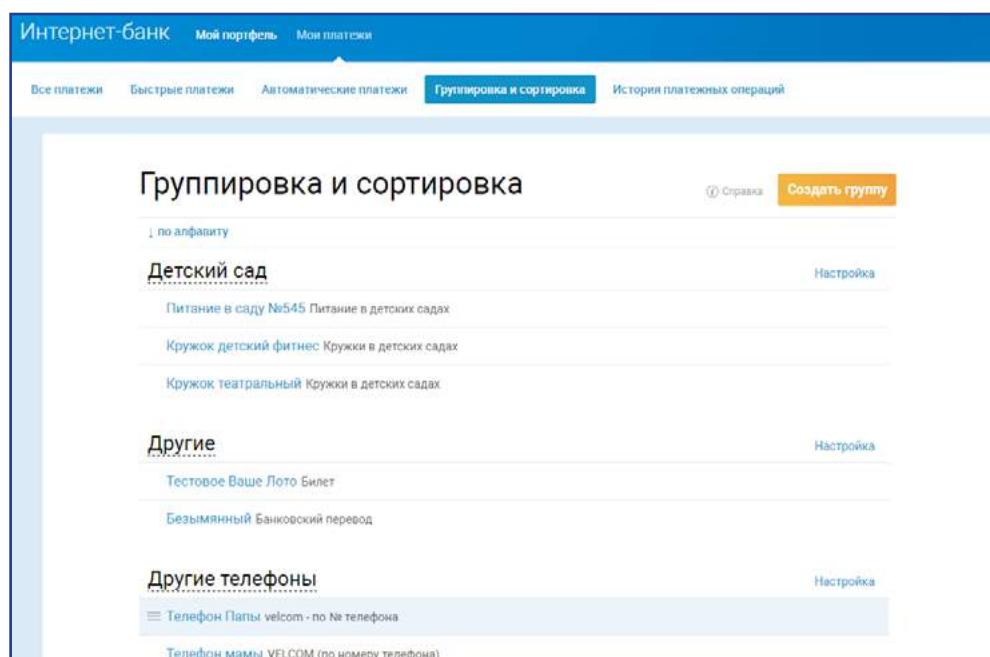 Интернет-банк Мой портфель Мои платежи
Все платежи Быстрые платежи Автоматические платежи Группировка и сортировка История платежных операций
Группировка и сортировка Справка Создать группу
↓ по алфавиту
Детский сад Настройка
Питание в саду №545 Питание в детских садах
Кружок детский фитнес Кружки в детских садах
Кружок театральный Кружки в детских садах
Другие Настройка
Тестовое Ваше Лото Билет
Безымянный Банковский перевод
Другие телефоны Настройка
Телефон Папы velcom - по № телефона
Телефон мамы VELCOM (по номеру телефона)